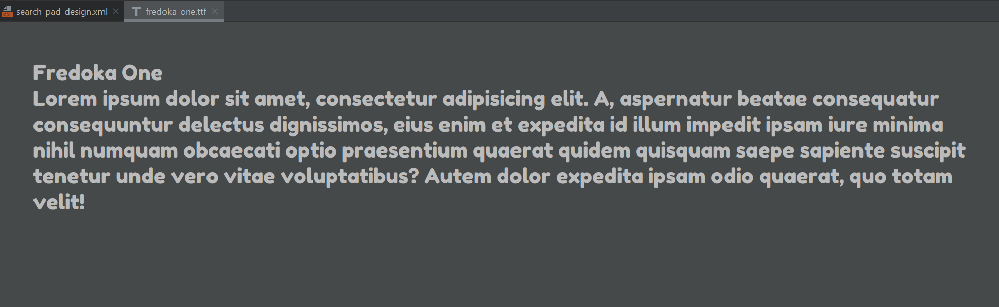 search_pad_design.xml fredoka_one.ttf
Fredoka One
Lorem ipsum dolor sit amet, consectetur adipisicing elit. A, aspernatur beatae consequatur
consequuntur delectus dignissimos, eius enim et expedita id illum impedit ipsam iure minima
nihil numquam obcaecati optio praesentium quaerat quidem quisquam saepe sapiente suscipit
tenetur unde vero vitae voluptatibus? Autem dolor expedita ipsam odio quaerat, quo totam
velit!